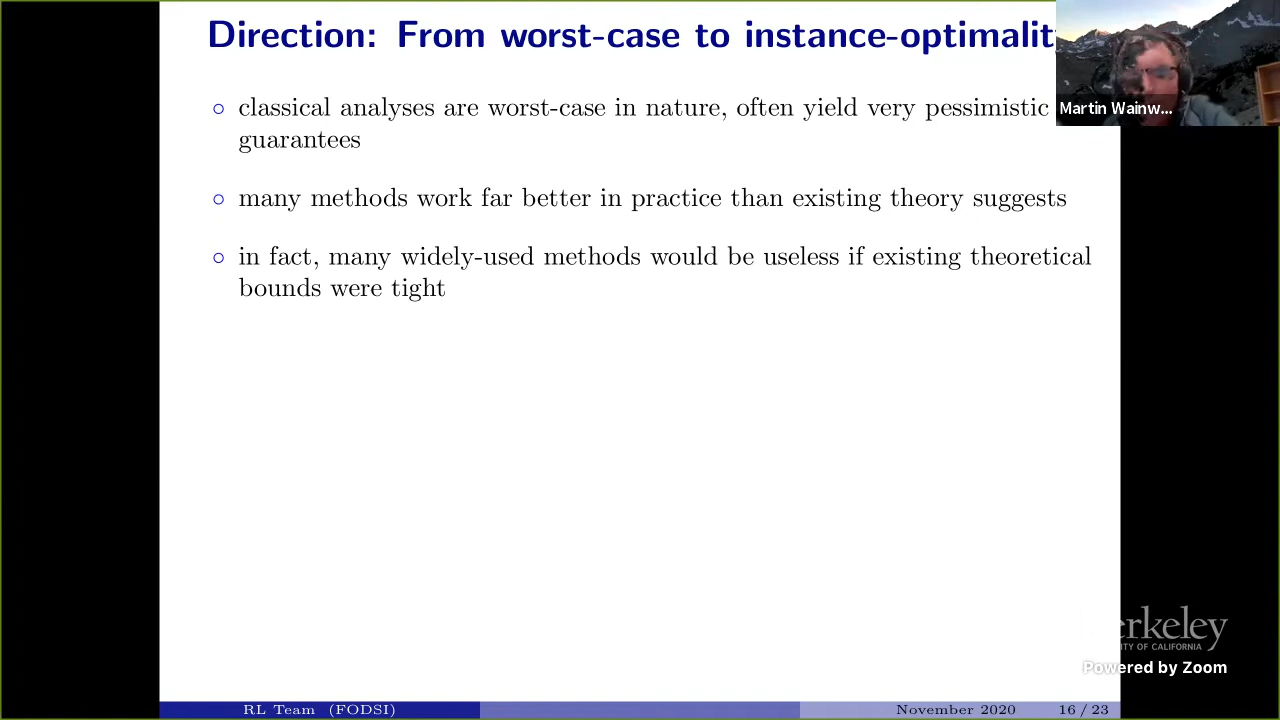 Direction: From worst-case to instance-optimalit
classical analyses are worst-case in nature, often yield very pessimistic
guarantees
many methods work far better in practice than existing theory suggests
in fact, many widely-used methods would be useless if existing theoretical
bounds were tight
Martin Wainw...
erkeley
ITY OF CALIFORNIA
Powered by Zoom
RL Team (FODSI)
November 2020
16 / 23